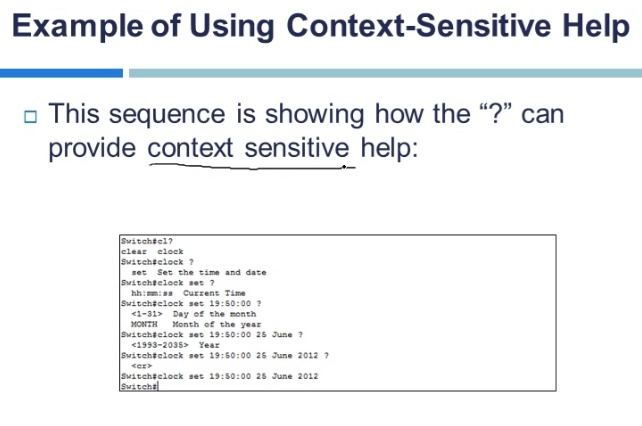 Example of Using Context-Sensitive Help
This sequence is showing how the “?” can
provide context sensitive help:
Switch#cl?
clear clock
Switch#clock ?
set Set the time and date
Switch#clock set ?
hh:mm:ss Current Time
Switch#clock set 19:50:00 ?
<1-31> Day of the month
MONTH Month of the year
Switch#clock set 19:50:00 25 June ?
<1993-2035> Year
Switch#clock set 19:50:00 25 June 2012 ?
<cr>
Switch#clock set 19:50:00 25 June 2012
Switch#